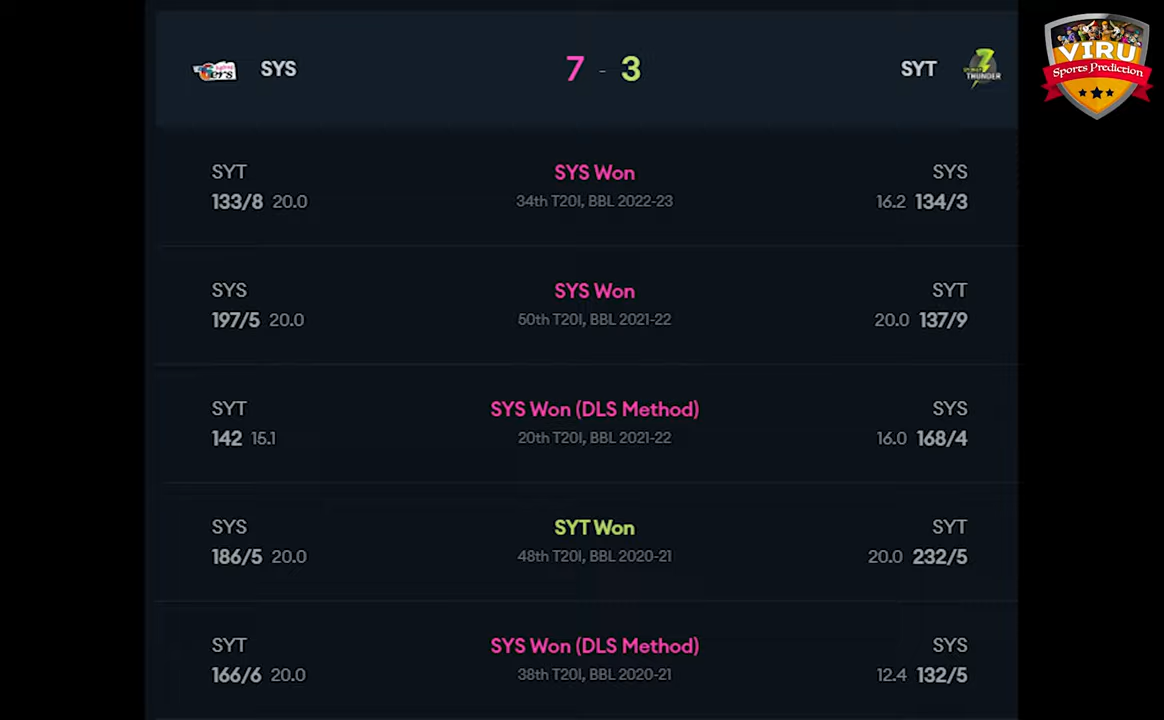 SYS 7 - 3 SYT
VIRU
Sports Prediction
THUNDER
SYT SYS Won SYS
133/8 20.0 34th T20I, BBL 2022-23 16.2 134/3
SYS SYS Won SYT
197/5 20.0 50th T20I, BBL 2021-22 20.0 137/9
SYT SYS Won (DLS Method) SYS
142 15.1 20th T20I, BBL 2021-22 16.0 168/4
SYS SYT Won SYT
186/5 20.0 48th T20I, BBL 2020-21 20.0 232/5
SYT SYS Won (DLS Method) SYS
166/6 20.0 38th T20I, BBL 2020-21 12.4 132/5